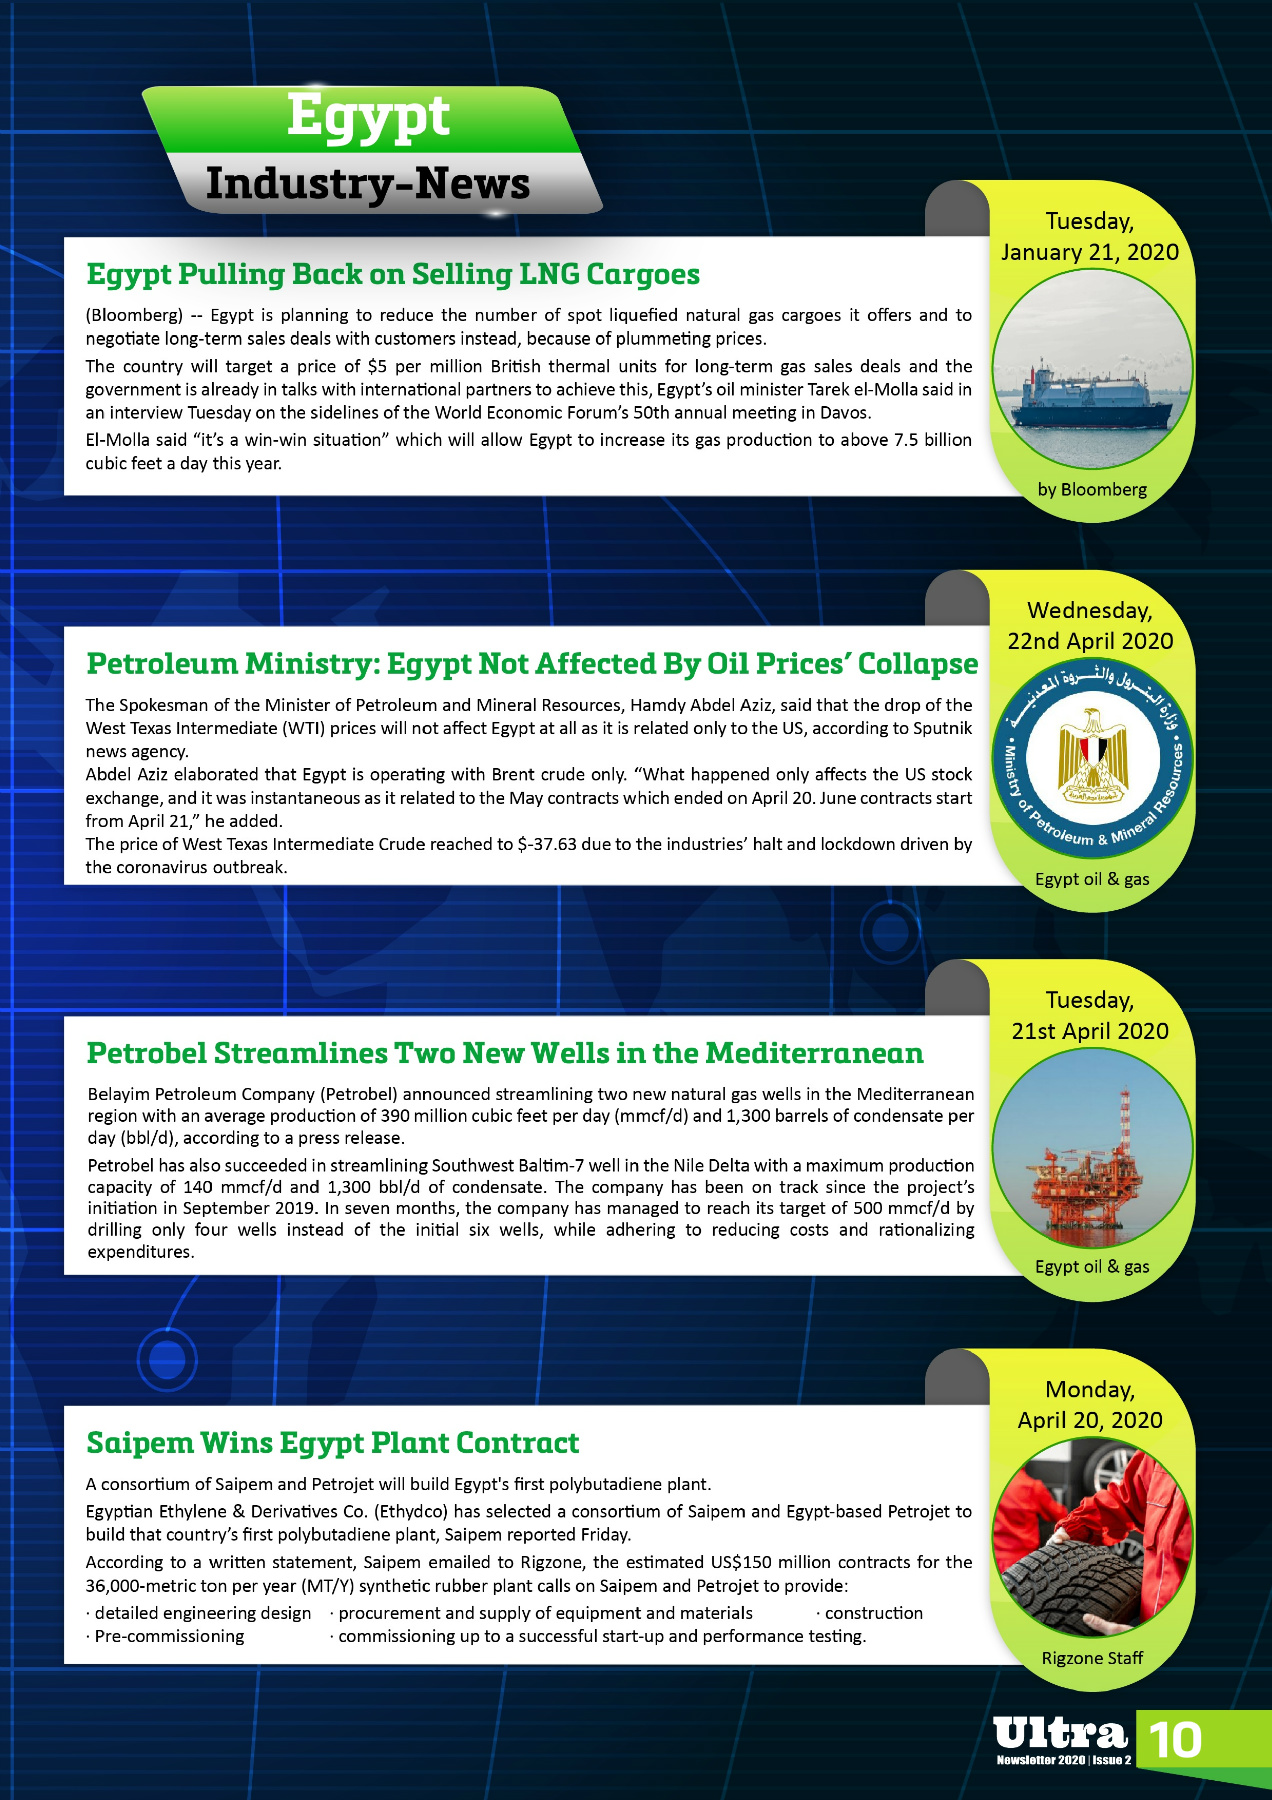 Egypt
Industry-News
Tuesday,
January 21, 2020
Egypt Pulling Back on Selling LNG Cargoes
(Bloomberg) -- Egypt is planning to reduce the number of spot liquefied natural gas cargoes it offers and to
negotiate long-term sales deals with customers instead, because of plummeting prices.
The country will target a price of $5 per million British thermal units for long-term gas sales deals and the
government is already in talks with international partners to achieve this, Egypt’s oil minister Tarek el-Molla said in
an interview Tuesday on the sidelines of the World Economic Forum’s 50th annual meeting in Davos.
El-Molla said “it’s a win-win situation” which will allow Egypt to increase its gas production to above 7.5 billion
cubic feet a day this year.
by Bloomberg
Wednesday,
22nd April 2020
Petroleum Ministry: Egypt Not Affected By Oil Prices’ Collapse
The Spokesman of the Minister of Petroleum and Mineral Resources, Hamdy Abdel Aziz, said that the drop of the
West Texas Intermediate (WTI) prices will not affect Egypt at all as it is related only to the US, according to Sputnik
news agency.
Abdel Aziz elaborated that Egypt is operating with Brent crude only. “What happened only affects the US stock
exchange, and it was instantaneous as it related to the May contracts which ended on April 20. June contracts start
from April 21,” he added.
The price of West Texas Intermediate Crude reached to $-37.63 due to the industries’ halt and lockdown driven by
the coronavirus outbreak.
وزارة البترول والثروة المعدنية
• Ministry of Petroleum & Mineral Resources •
Egypt oil & gas
Tuesday,
21st April 2020
Petrobel Streamlines Two New Wells in the Mediterranean
Belayim Petroleum Company (Petrobel) announced streamlining two new natural gas wells in the Mediterranean
region with an average production of 390 million cubic feet per day (mmcf/d) and 1,300 barrels of condensate per
day (bbl/d), according to a press release.
Petrobel has also succeeded in streamlining Southwest Baltim-7 well in the Nile Delta with a maximum production
capacity of 140 mmcf/d and 1,300 bbl/d of condensate. The company has been on track since the project’s
initiation in September 2019. In seven months, the company has managed to reach its target of 500 mmcf/d by
drilling only four wells instead of the initial six wells, while adhering to reducing costs and rationalizing
expenditures.
Egypt oil & gas
Monday,
April 20, 2020
Saipem Wins Egypt Plant Contract
A consortium of Saipem and Petrojet will build Egypt's first polybutadiene plant.
Egyptian Ethylene & Derivatives Co. (Ethydco) has selected a consortium of Saipem and Egypt-based Petrojet to
build that country’s first polybutadiene plant, Saipem reported Friday.
According to a written statement, Saipem emailed to Rigzone, the estimated US$150 million contracts for the
36,000-metric ton per year (MT/Y) synthetic rubber plant calls on Saipem and Petrojet to provide:
· detailed engineering design · procurement and supply of equipment and materials · construction
· Pre-commissioning · commissioning up to a successful start-up and performance testing.
Rigzone Staff
Ultra
Newsletter 2020 | Issue 2
10